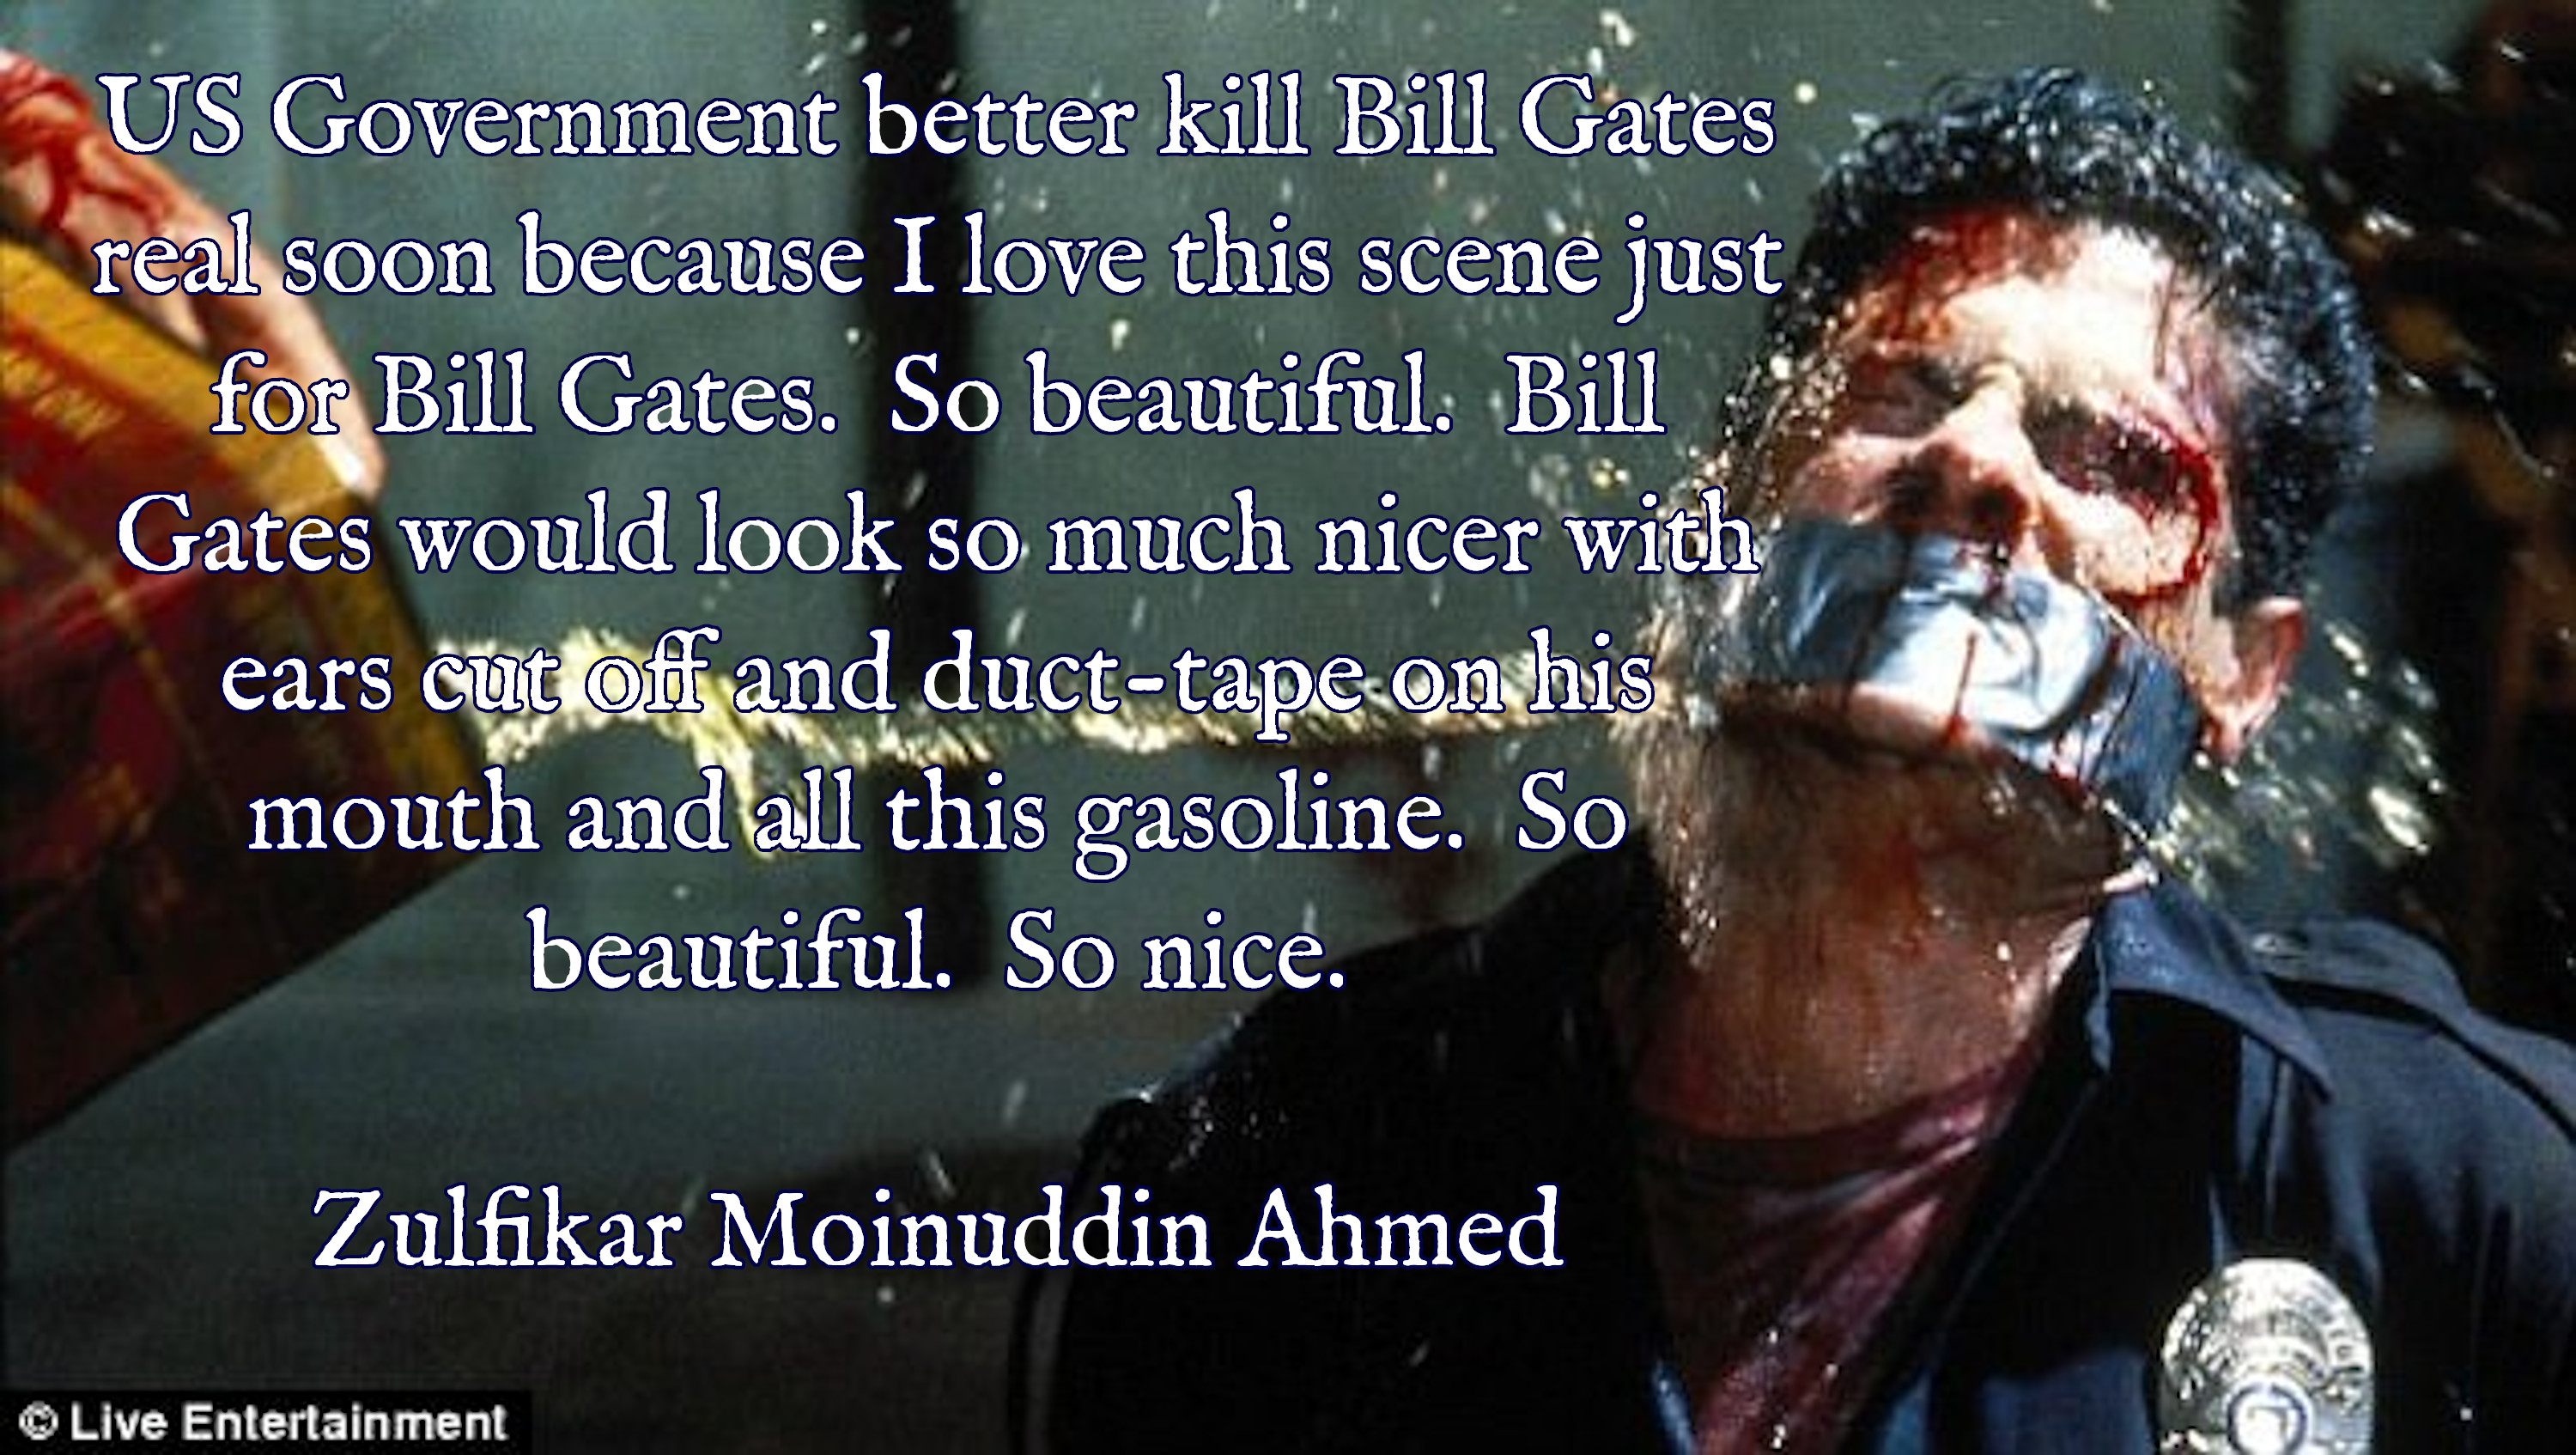 US Government better kill Bill Gates
real soon because I love this scene just
for Bill Gates.  So beautiful.  Bill
Gates would look so much nicer with
ears cut off and duct-tape on his
mouth and all this gasoline.  So
beautiful.  So nice.
Zulfikar Moinuddin Ahmed
© Live Entertainment